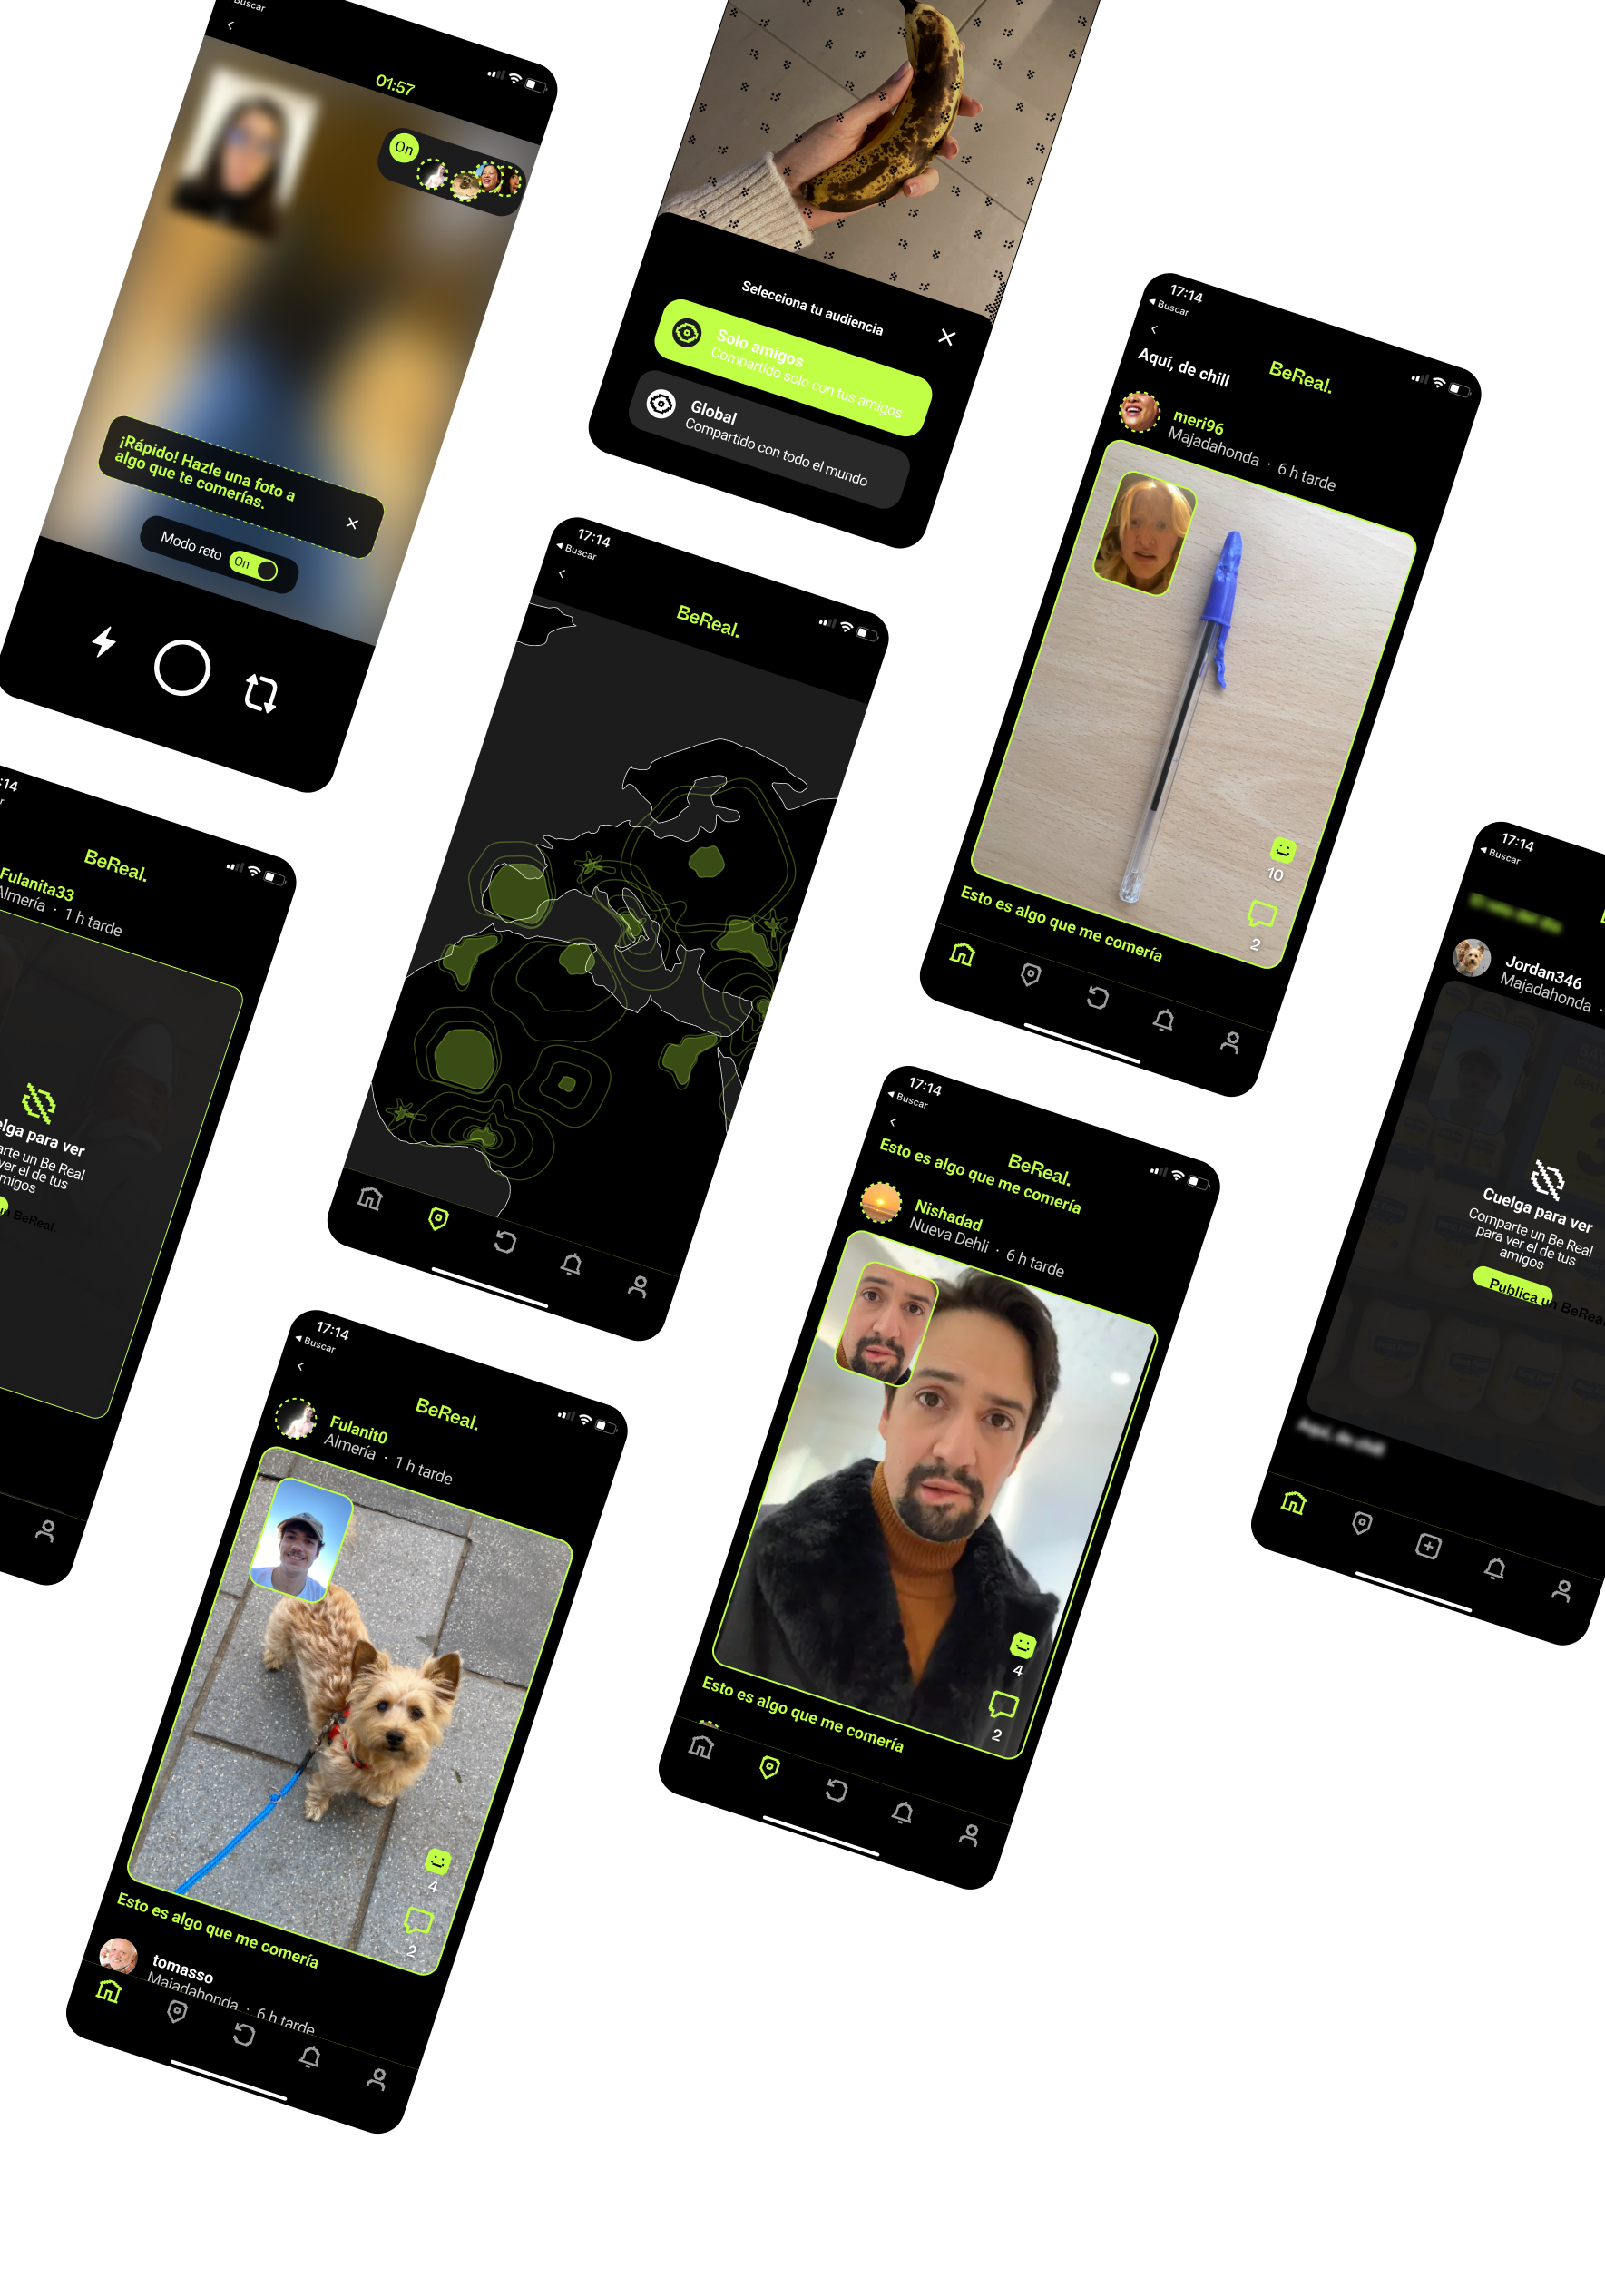 Buscar
01:57
On
¡Rápido! Hazle una foto a
algo que te comerías.
Modo reto
On
Selecciona tu audiencia
Solo amigos
Compartido solo con tus amigos
Global
Compartido con todo el mundo
17:14
Buscar
BeReal.
Aquí, de chill
meri96
Majadahonda · 6 h tarde
10
2
Esto es algo que me comería
17:14
Buscar
BeReal.
:14
BeReal.
Fulanita33
Almería · 1 h tarde
elga para ver
arte un Be Real
ver el de tus
migos
n BeReal.
17:14
Buscar
Jordan346
Majadahonda ·
Cuelga para ver
Comparte un Be Real
para ver el de tus
amigos
Publica un BeReal
Aquí, de chill
17:14
Buscar
BeReal.
Esto es algo que me comería
Nishadad
Nueva Dehli · 6 h tarde
4
2
Esto es algo que me comería
17:14
Buscar
BeReal.
Fulanit0
Almería · 1 h tarde
4
2
Esto es algo que me comería
tomasso
Majadahonda · 6 h tarde